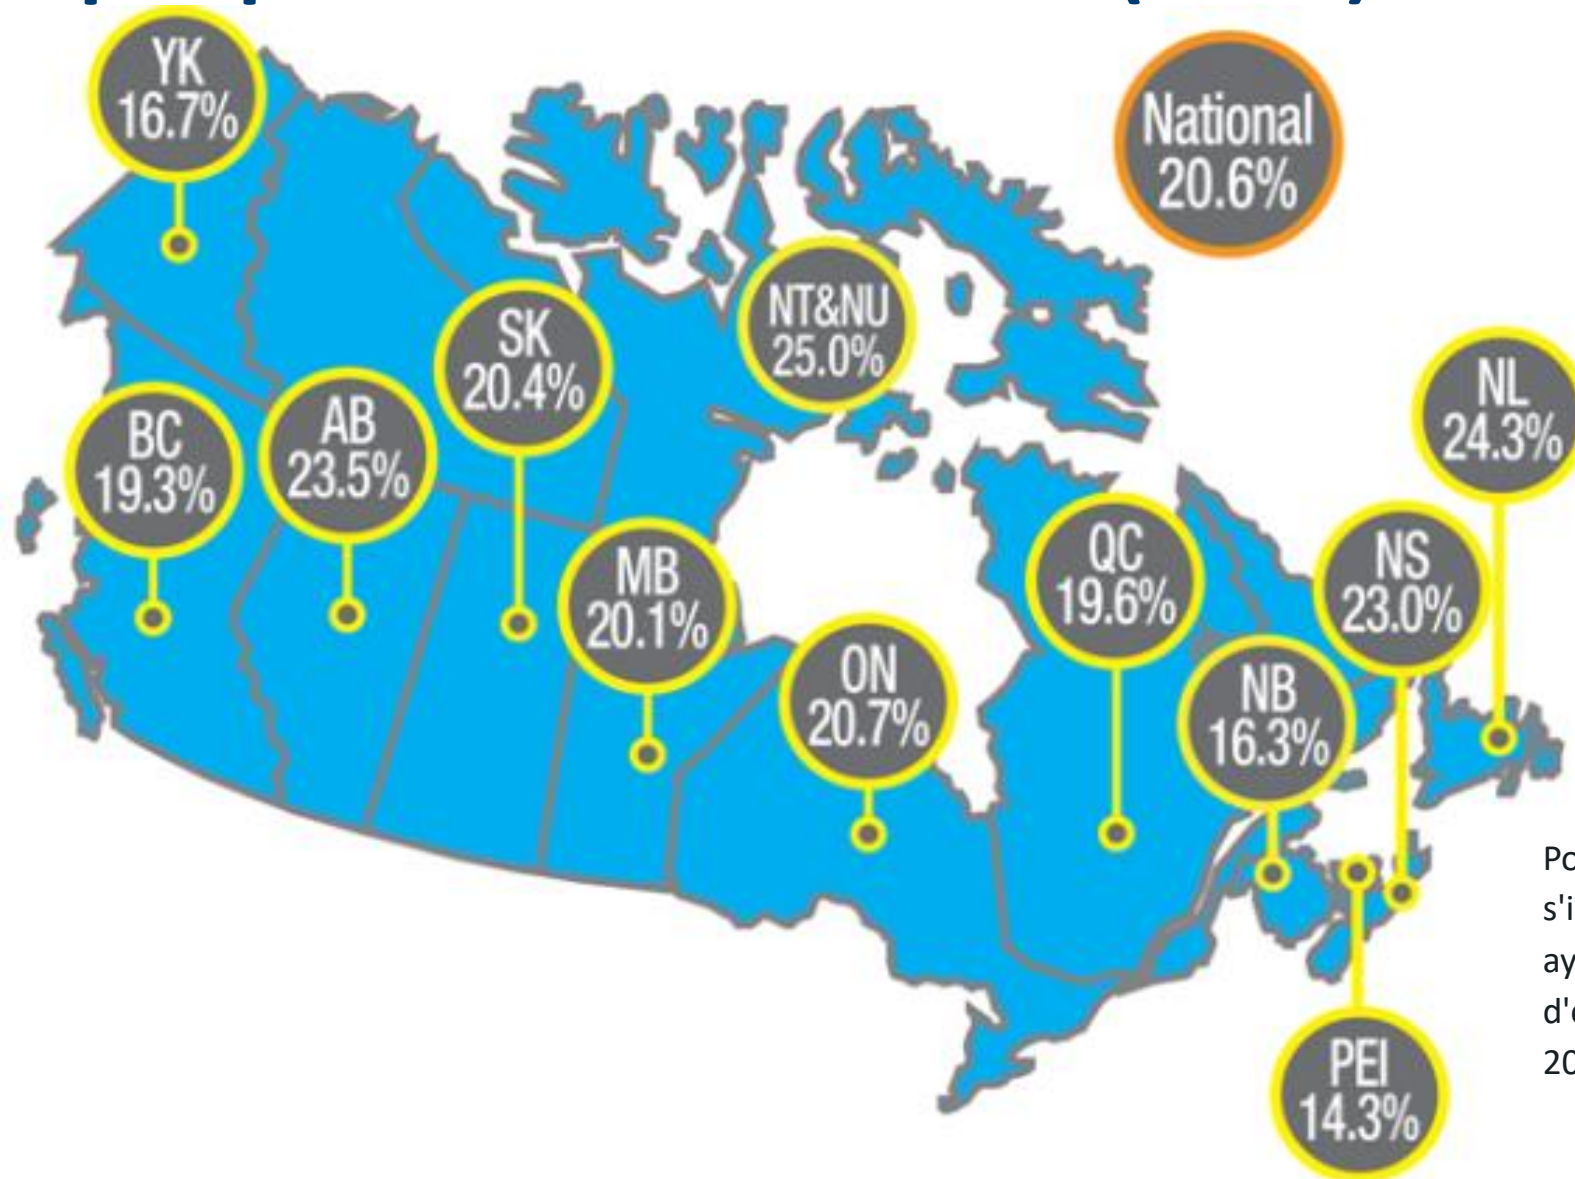 YK
16.7%
National
20.6%
NT&NU
25.0%
SK
20.4%
NL
24.3%
BC
19.3%
AB
23.5%
MB
20.1%
QC
19.6%
NS
23.0%
ON
20.7%
NB
16.3%
PEI
14.3%